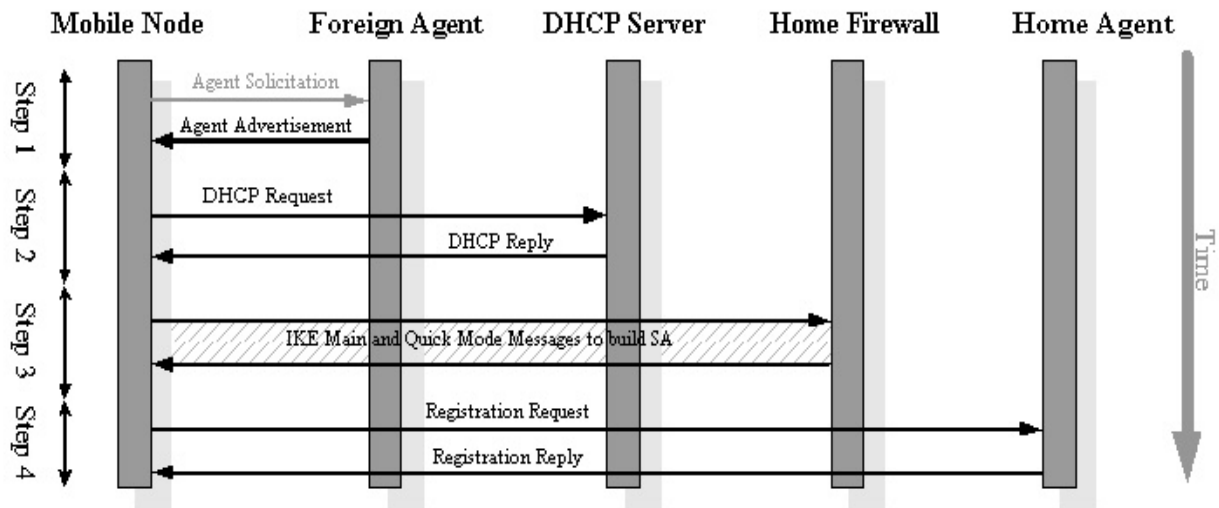 Mobile Node
Foreign Agent
DHCP Server
Home Firewall
Home Agent
Step 1
Agent Solicitation
Agent Advertisement
Step 2
DHCP Request
DHCP Reply
Step 3
IKE Main and Quick Mode Messages to build SA
Step 4
Registration Request
Registration Reply
Time